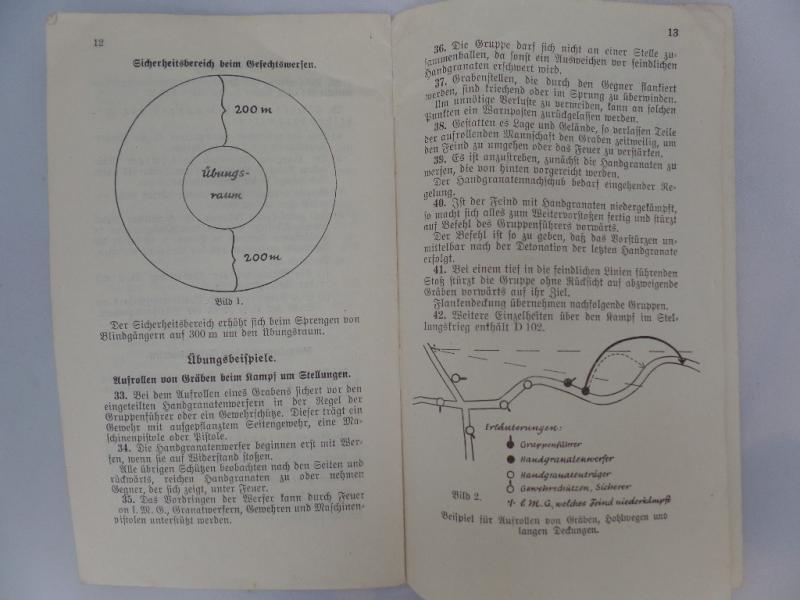 12
Sicherheitsbereich beim Gefechtswerfen.
200 m
Übungs-
raum
200 m
Bild 1.
Der Sicherheitsbereich erhöht sich beim Sprengen von
Blindgängern auf 300 m um den Übungsraum.
Übungsbeispiele.
Aufrollen von Gräben beim Kampf um Stellungen.
33. Bei dem Aufrollen eines Grabens sichert vor den
eingeteilten Handgranatenwerfern in der Regel der
Gruppenführer oder ein Gewehrschütze. Dieser trägt ein
Gewehr mit aufgepflanztem Seitengewehr, eine Ma-
schinenpistole oder Pistole.
34. Die Handgranatenwerfer beginnen erst mit Wer-
fen, wenn sie auf Widerstand stoßen.
Alle übrigen Schützen beobachten nach den Seiten und
rückwärts, reichen Handgranaten zu oder nehmen
Gegner, der sich zeigt, unter Feuer.
35. Das Vordringen der Werfer kann durch Feuer
on l. M. G., Granatwerfern, Gewehren und Maschinen-
pistolen unterstützt werden.
13
36. Die Gruppe darf sich nicht an einer Stelle zu-
sammenballen, da sonst ein Ausweichen vor feindlichen
Handgranaten erschwert wird.
37. Grabenstellen, die durch den Gegner flankiert
werden, sind kriechend oder im Sprung zu überwinden.
Um unnötige Verluste zu vermeiden, kann an solchen
Punkten ein Warnposten zurückgelassen werden.
38. Gestatten es Lage und Gelände, so verlassen Teile
der aufrollenden Mannschaft den Graben zeitweilig, um
den Feind zu umgehen oder das Feuer zu verstärken.
39. Es ist anzustreben, zunächst die Handgranaten zu
werfen, die von hinten vorgereicht werden.
Der Handgranatennachschub bedarf eingehender Re-
gelung.
40. Ist der Feind mit Handgranaten niedergekämpft,
so macht sich alles zum Weitervorstoßen fertig und stürzt
auf Befehl des Gruppenführers vorwärts.
Der Befehl ist so zu geben, daß das Vorstürzen un-
mittelbar nach der Detonation der letzten Handgranate
erfolgt.
41. Bei einem tief in die feindlichen Linien führenden
Stoß stürzt die Gruppe ohne Rücksicht auf abzweigende
Gräben vorwärts auf ihr Ziel.
Flankendeckung übernehmen nachfolgende Gruppen.
42. Weitere Einzelheiten über den Kampf im Stel-
lungskrieg enthält D 102.
Erläuterungen:
Gruppenführer
Handgranatenwerfer
Handgranatenträger
Gewehrschützen, Sicherer
l. M. G., welches Feind niederkämpft
Bild 2.
Beispiel für Aufrollen von Gräben, Hohlwegen und
langen Deckungen.